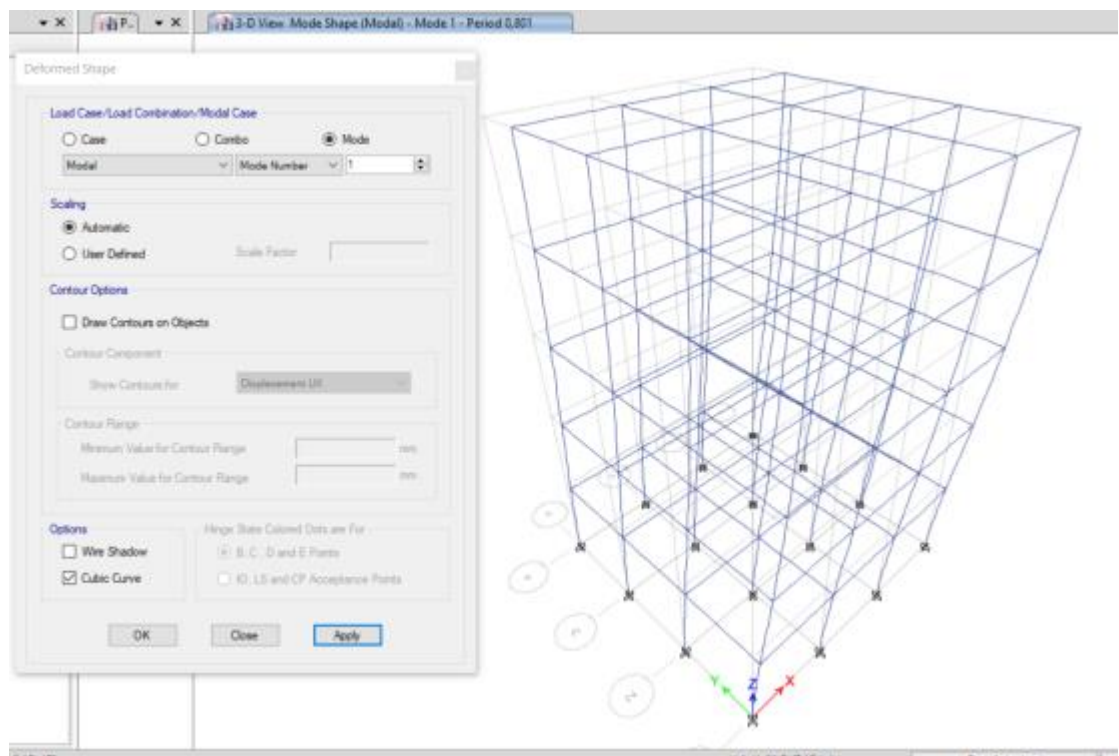 P..
3-D View Mode Shape (Modal) - Mode 1 - Period 0,801
Deformed Shape
Load Case/Load Combination/Modal Case
Case Combo Mode
Modal Mode Number 1
Scaling
Automatic
User Defined Scale Factor
Contour Options
Draw Contours on Objects
Contour Component
Show Contours for Displacement UX
Contour Range
Minimum Value for Contour Range mm
Maximum Value for Contour Range mm
Options Hinge State Colored Dots are For
Wire Shadow B, C, D and E Points
Cubic Curve IO, LS and CP Acceptance Points
OK Close Apply
Y Z X